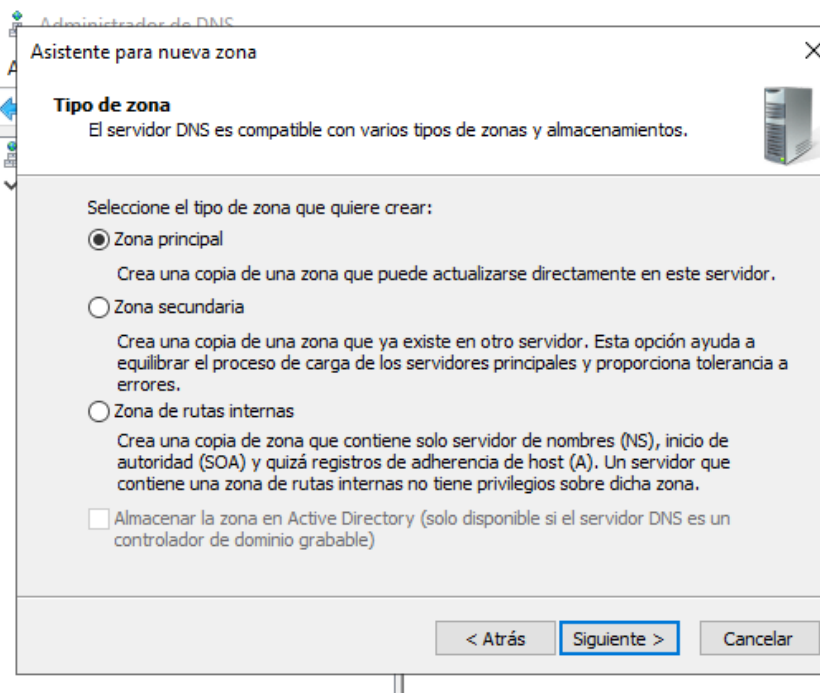 Administrador de DNS
Asistente para nueva zona
Tipo de zona
El servidor DNS es compatible con varios tipos de zonas y almacenamientos.
Seleccione el tipo de zona que quiere crear:
Zona principal
Crea una copia de una zona que puede actualizarse directamente en este servidor.
Zona secundaria
Crea una copia de una zona que ya existe en otro servidor. Esta opción ayuda a
equilibrar el proceso de carga de los servidores principales y proporciona tolerancia a
errores.
Zona de rutas internas
Crea una copia de zona que contiene solo servidor de nombres (NS), inicio de
autoridad (SOA) y quizá registros de adherencia de host (A). Un servidor que
contiene una zona de rutas internas no tiene privilegios sobre dicha zona.
Almacenar la zona en Active Directory (solo disponible si el servidor DNS es un
controlador de dominio grabable)
< Atrás
Siguiente >
Cancelar